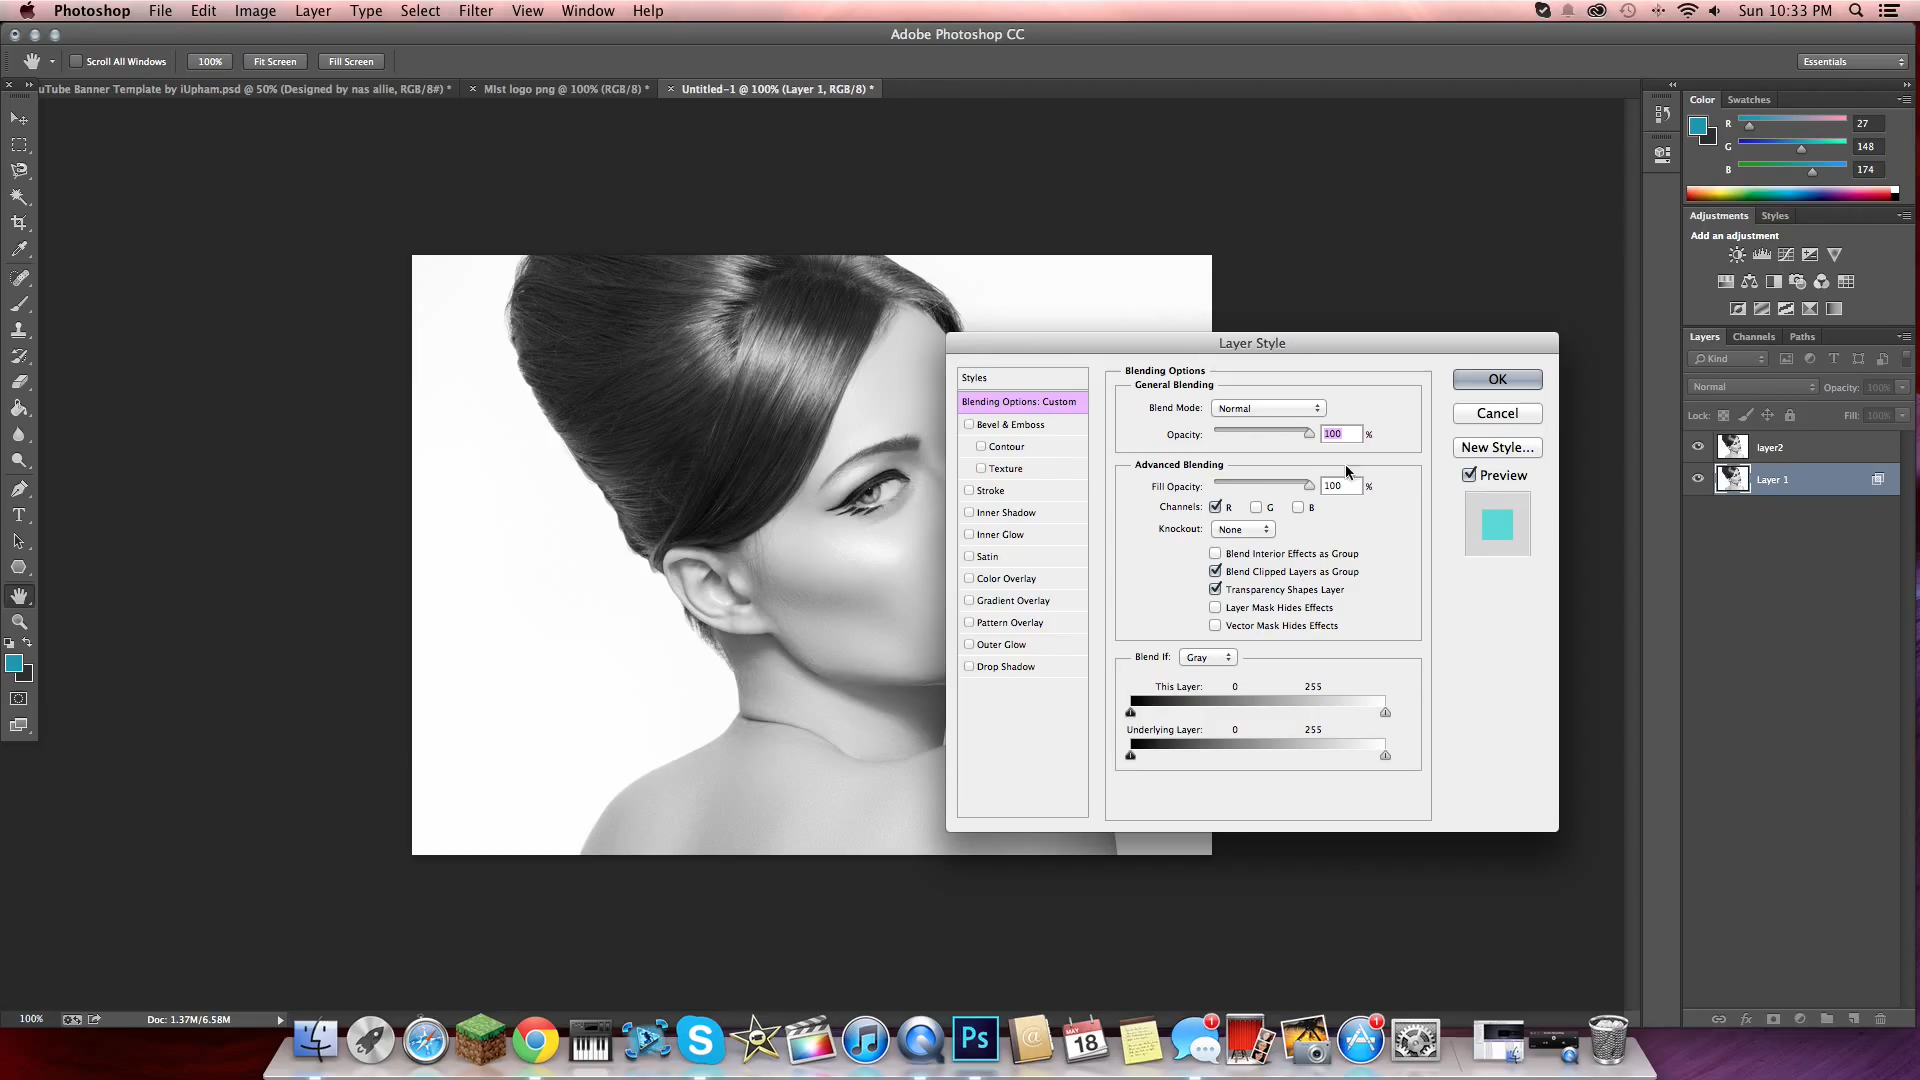 Photoshop File Edit Image Layer Type Select Filter View Window Help Sun 10:33 PM
Adobe Photoshop CC
Scroll All Windows 100% Fit Screen Fill Screen Essentials
uTube Banner Template by iUpham.psd @ 50% (Designed by nas allie, RGB/8#) * × MIst logo png @ 100% (RGB/8) * × Untitled-1 @ 100% (Layer 1, RGB/8) *
Color Swatches
R 27
G 148
B 174
Adjustments Styles
Add an adjustment
Layers Channels Paths
Kind
Normal Opacity: 100%
Lock: Fill: 100%
layer2
Layer 1
Layer Style
Styles
Blending Options: Custom
Bevel & Emboss
Contour
Texture
Stroke
Inner Shadow
Inner Glow
Satin
Color Overlay
Gradient Overlay
Pattern Overlay
Outer Glow
Drop Shadow
Blending Options
General Blending
Blend Mode: Normal
Opacity: 100 %
Advanced Blending
Fill Opacity: 100 %
Channels: R G B
Knockout: None
Blend Interior Effects as Group
Blend Clipped Layers as Group
Transparency Shapes Layer
Layer Mask Hides Effects
Vector Mask Hides Effects
Blend If: Gray
This Layer: 0 255
Underlying Layer: 0 255
OK
Cancel
New Style...
Preview
100% Doc: 1.37M/6.58M
Ps
MAY
18
1
1